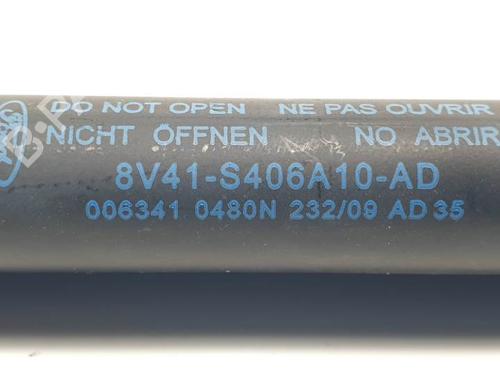 DO NOT OPEN NE PAS OUVRIR
NICHT ÖFFNEN NO ABRIR
8V41-S406A10-AD
006341 0480N 232/09 AD 35